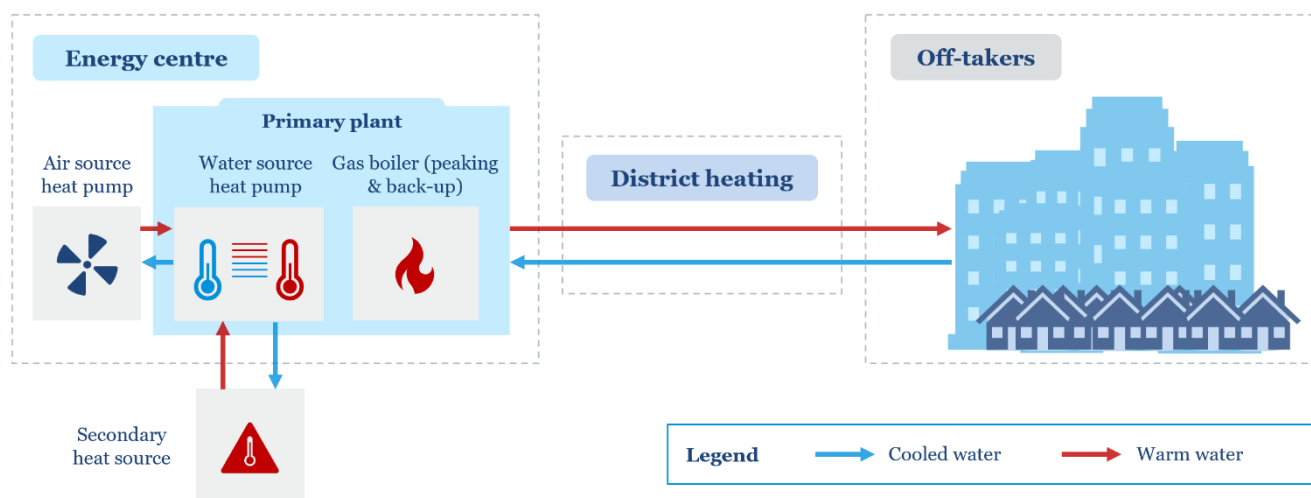 Energy centre
Off-takers
Primary plant
Air source
heat pump
Water source
heat pump
Gas boiler (peaking
& back-up)
District heating
Secondary
heat source
Legend
Cooled water
Warm water